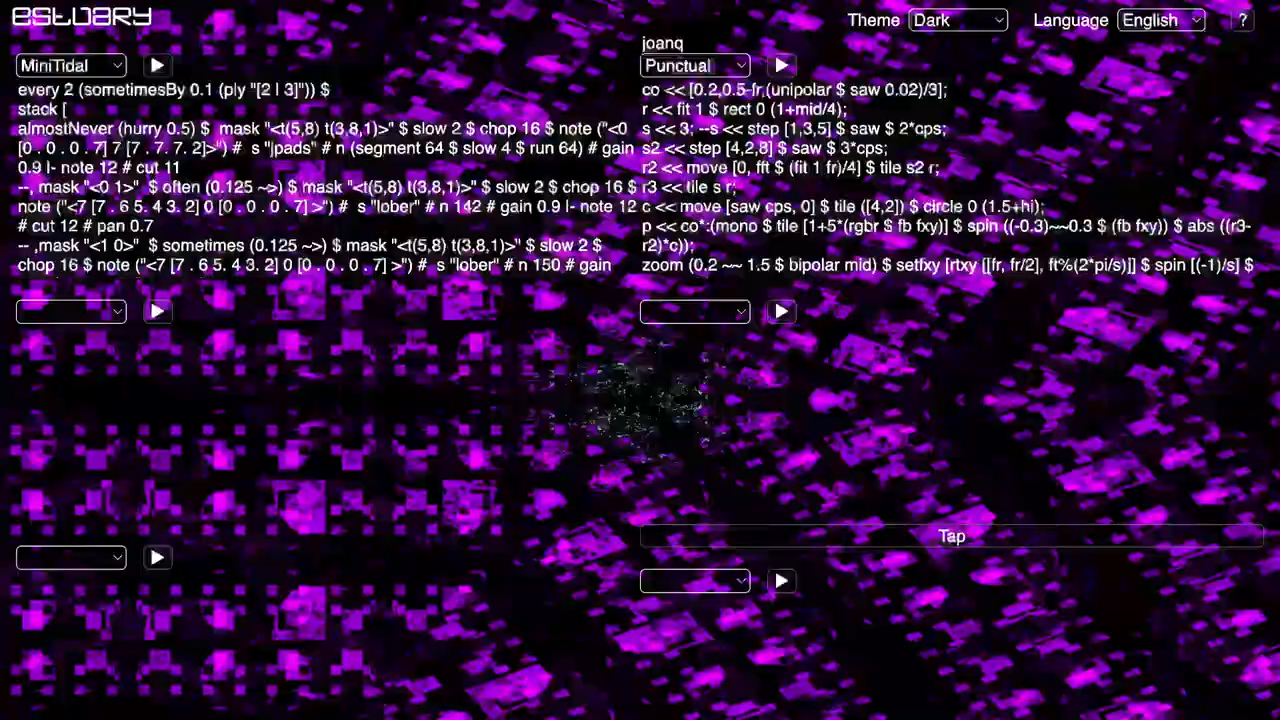 estuary
Theme Dark Language English ?
MiniTidal
every 2 (sometimesBy 0.1 (ply "[2 | 3]")) $
stack [
almostNever (hurry 0.5) $ mask "<t(5,8) t(3,8,1)>" $ slow 2 $ chop 16 $ note ("<0
[0 . 0 . 0 . 7] 7 [7 . 7. 7. 2]>") # s "jpads" # n (segment 64 $ slow 4 $ run 64) # gain
0.9 |- note 12 # cut 11
--, mask "<0 1>" $ often (0.125 ~>) $ mask "<t(5,8) t(3,8,1)>" $ slow 2 $ chop 16 $
note ("<7 [7 . 6 5. 4 3. 2] 0 [0 . 0 . 0 . 7] >") # s "lober" # n 142 # gain 0.9 |- note 12
# cut 12 # pan 0.7
-- ,mask "<1 0>" $ sometimes (0.125 ~>) $ mask "<t(5,8) t(3,8,1)>" $ slow 2 $
chop 16 $ note ("<7 [7 . 6 5. 4 3. 2] 0 [0 . 0 . 0 . 7] >") # s "lober" # n 150 # gain
joanq
Punctual
co << [0.2,0.5-fr,(unipolar $ saw 0.02)/3];
r << fit 1 $ rect 0 (1+mid/4);
s << 3; --s << step [1,3,5] $ saw $ 2*cps;
s2 << step [4,2,8] $ saw $ 3*cps;
r2 << move [0, fft $ (fit 1 fr)/4] $ tile s2 r;
r3 << tile s r;
c << move [saw cps, 0] $ tile ([4,2]) $ circle 0 (1.5+hi);
p << co*:(mono $ tile [1+5*(rgbr $ fb fxy)] $ spin ((-0.3)~~0.3 $ (fb fxy)) $ abs ((r3-
r2)*c));
zoom (0.2 ~~ 1.5 $ bipolar mid) $ setfxy [rtxy ([fr, fr/2], ft%(2*pi/s)]] $ spin [(-1)/s] $
Tap